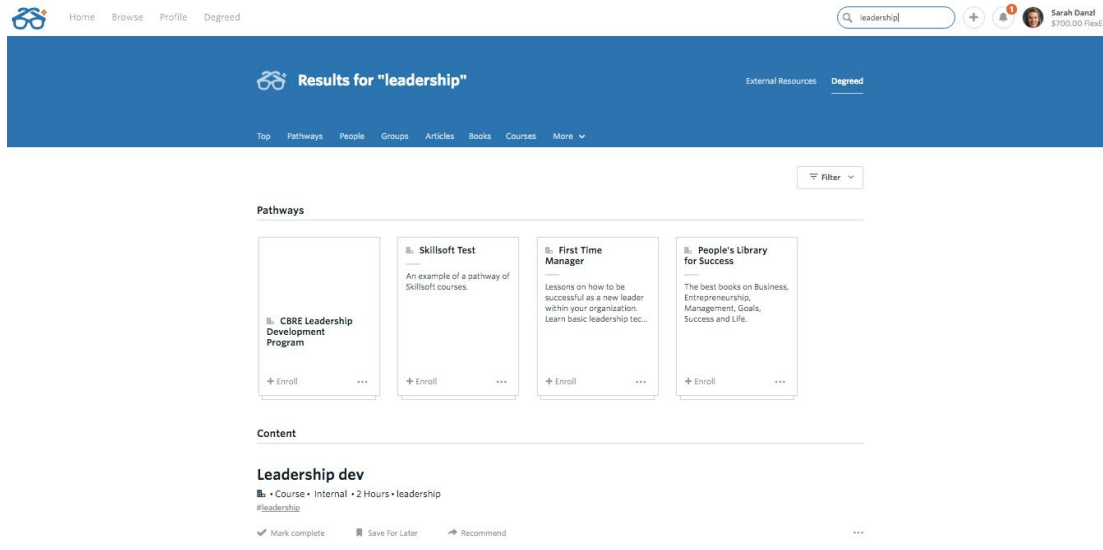 Home Browse Profile Degreed
leadership
1
Sarah Danzl
$700.00 FlexE
Results for "leadership"
External Resources Degreed
Top Pathways People Groups Articles Books Courses More
Filter
Pathways
CBRE Leadership
Development
Program
+ Enroll
Skillsoft Test
An example of a pathway of
Skillsoft courses.
+ Enroll
First Time
Manager
Lessons on how to be
successful as a new leader
within your organization.
Learn basic leadership tec...
+ Enroll
People's Library
for Success
The best books on Business,
Entrepreneurship,
Management, Goals,
Success and Life.
+ Enroll
Content
Leadership dev
• Course • Internal • 2 Hours • leadership
#leadership
Mark complete Save For Later Recommend